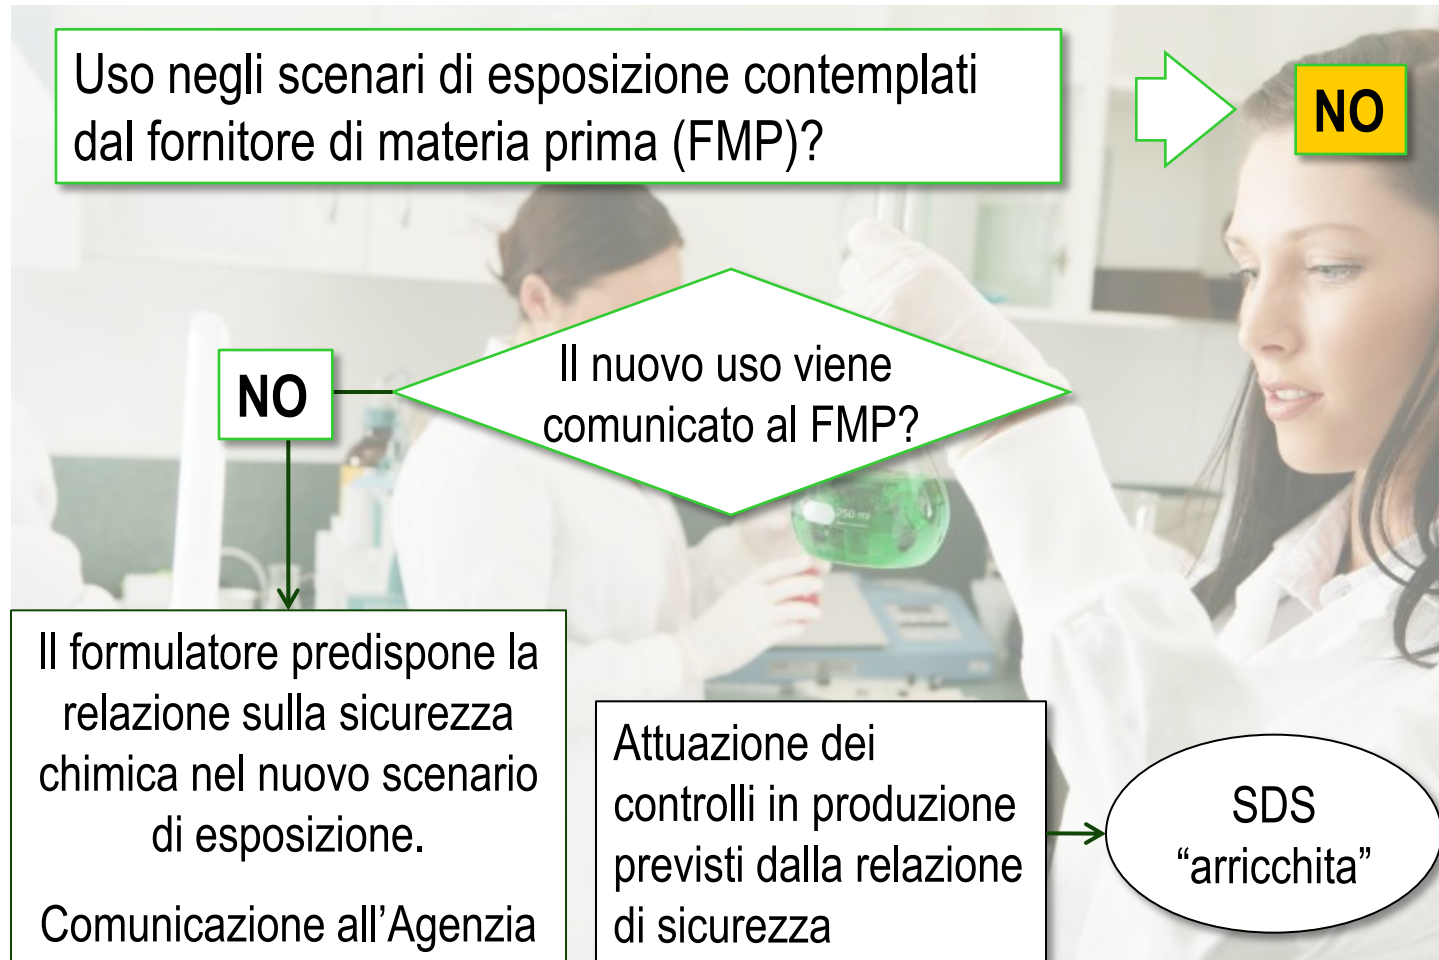 Uso negli scenari di esposizione contemplati
dal fornitore di materia prima (FMP)?
NO
Il nuovo uso viene
comunicato al FMP?
NO
Il formulatore predispone la
relazione sulla sicurezza
chimica nel nuovo scenario
di esposizione.
Comunicazione all’Agenzia
Attuazione dei
controlli in produzione
previsti dalla relazione
di sicurezza
SDS
“arricchita”
250 ml